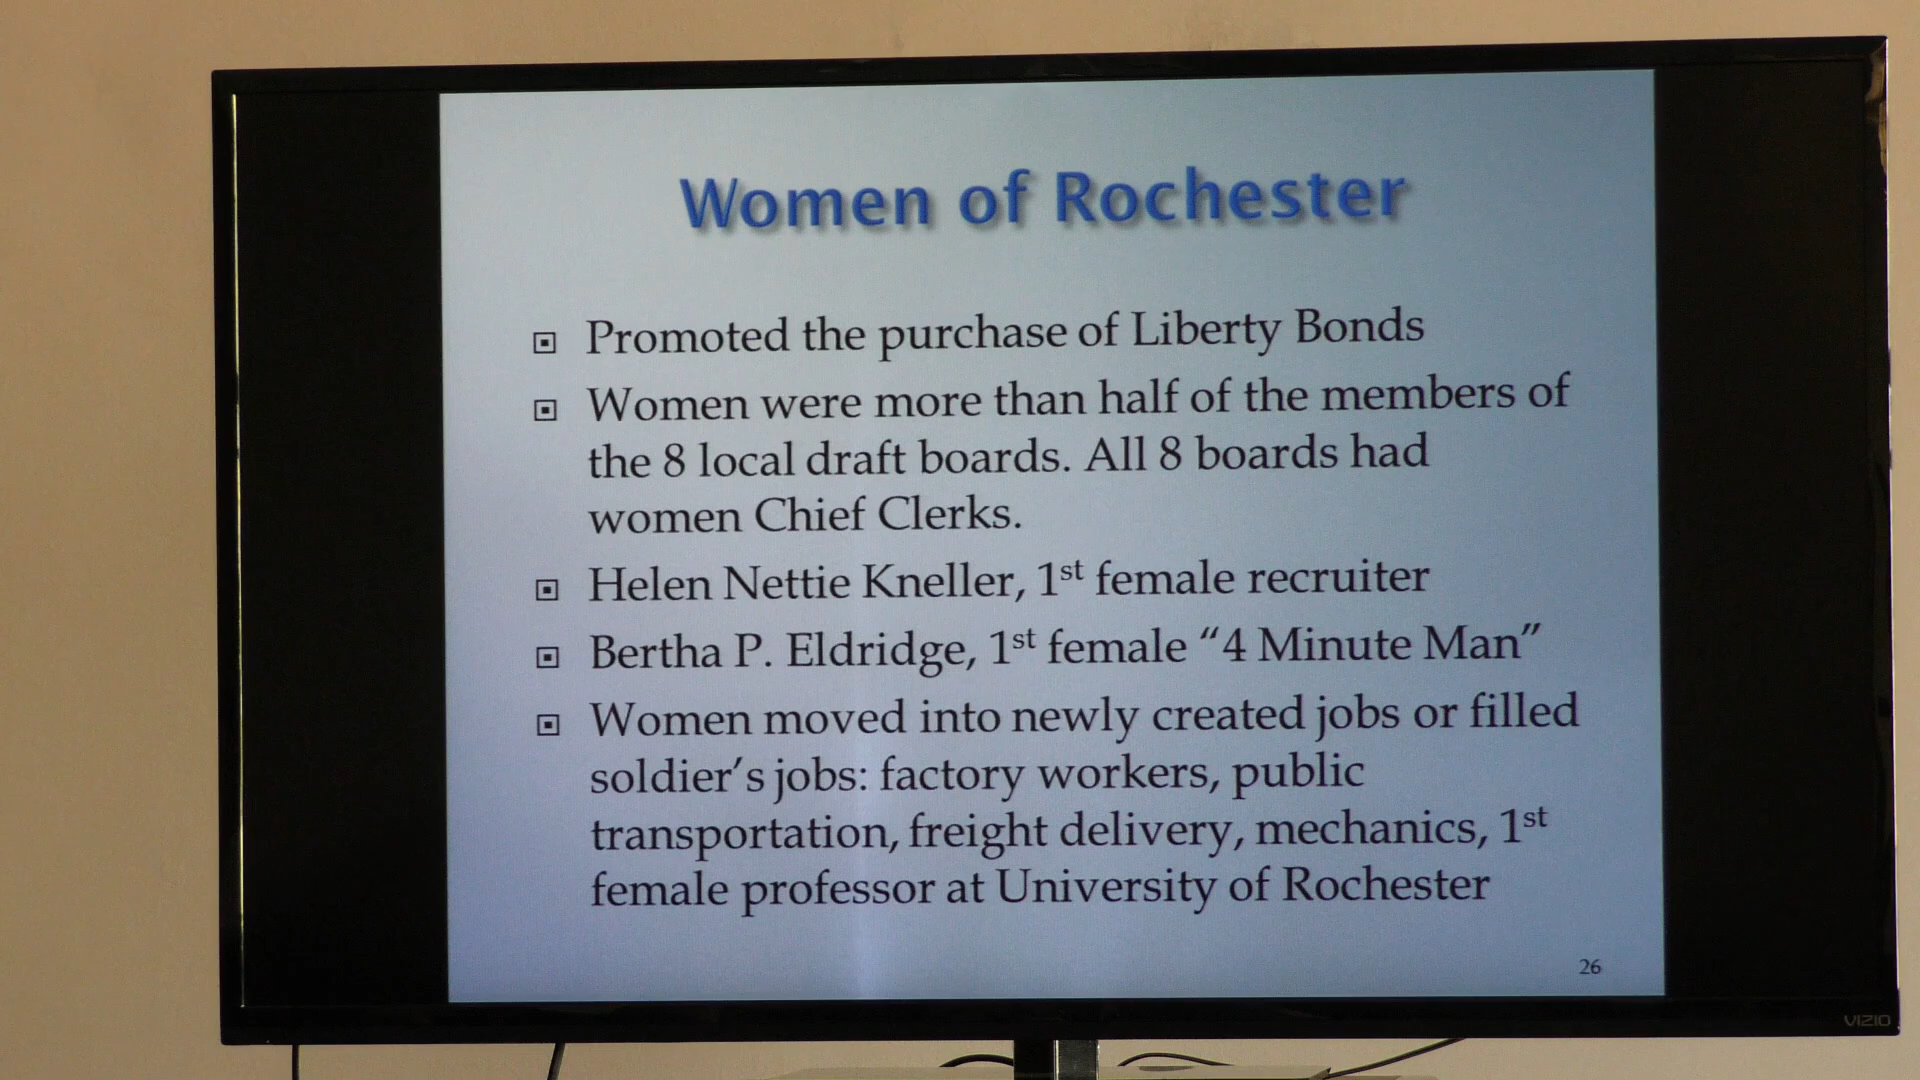 Women of Rochester
Promoted the purchase of Liberty Bonds
Women were more than half of the members of
the 8 local draft boards. All 8 boards had
women Chief Clerks.
Helen Nettie Kneller, 1st female recruiter
Bertha P. Eldridge, 1st female “4 Minute Man”
Women moved into newly created jobs or filled
soldier’s jobs: factory workers, public
transportation, freight delivery, mechanics, 1st
female professor at University of Rochester
26
VIZIO